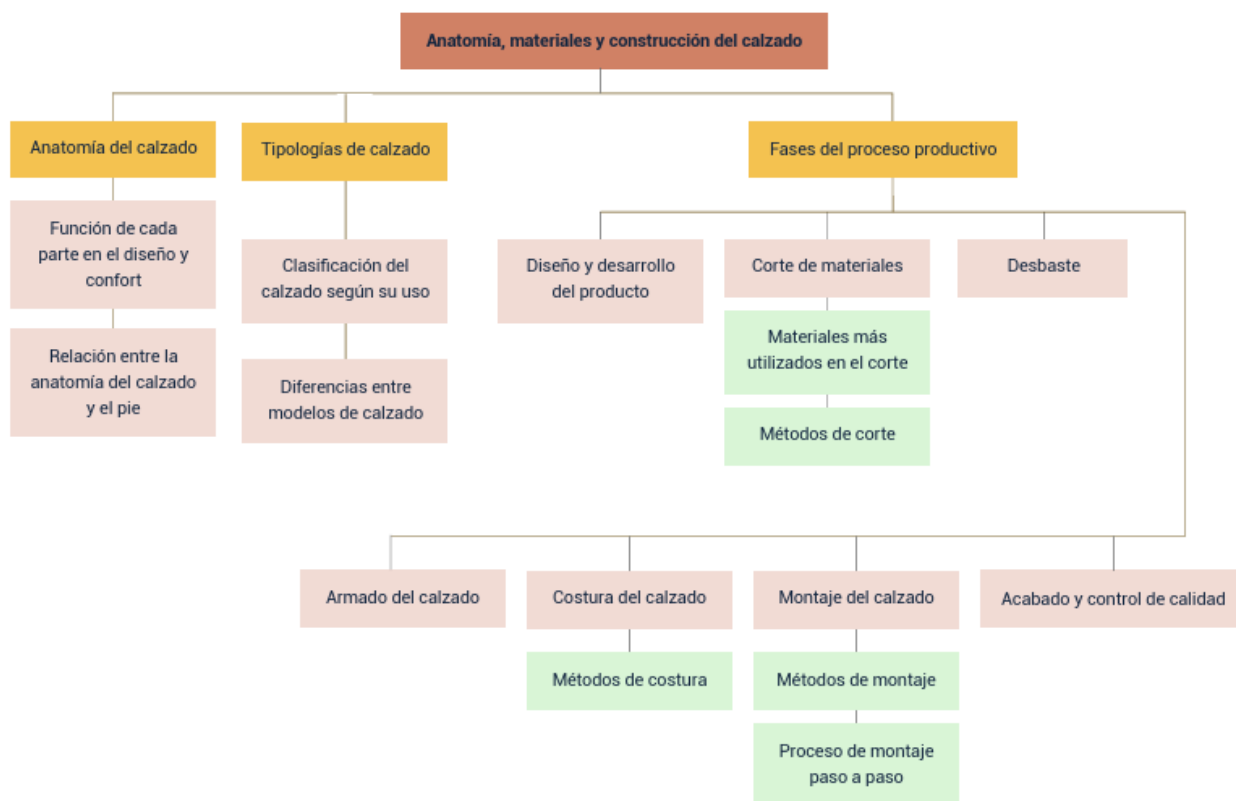 Anatomía, materiales y construcción del calzado
Anatomía del calzado
Función de cada
parte en el diseño y
confort
Relación entre la
anatomía del calzado
y el pie
Tipologías de calzado
Clasificación del
calzado según su uso
Diferencias entre
modelos de calzado
Fases del proceso productivo
Diseño y desarrollo
del producto
Corte de materiales
Materiales más
utilizados en el corte
Métodos de corte
Desbaste
Armado del calzado
Costura del calzado
Métodos de costura
Montaje del calzado
Métodos de montaje
Proceso de montaje
paso a paso
Acabado y control de calidad